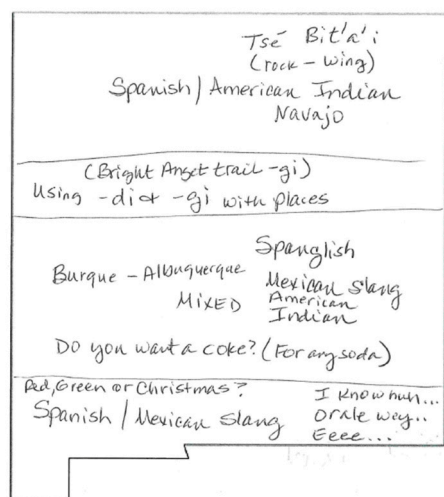 Tsé Bit'a'i
(rock-wing)
Spanish/American Indian
Navajo
(Bright Angel trail -gi)
Using -di or -gi with places
Spanglish
Burque - Albuquerque
Mexican Slang
MIXED
American
Indian
Do you want a coke? (For any soda)
Red, Green or Christmas?
Spanish / Mexican Slang
I know huh...
Orale wey..
Eeee...